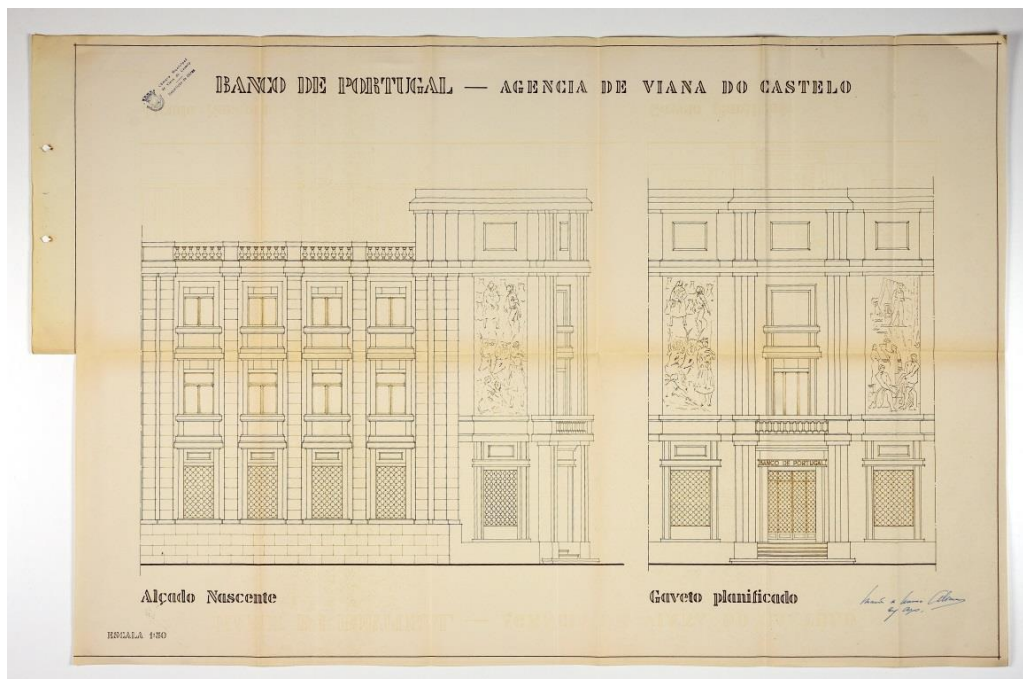 BANCO DE PORTUGAL — AGENCIA DE VIANA DO CASTELO
BANCO DE PORTUGAL
Alçado Nascente
Gaveto planificado
ESCALA 1:50